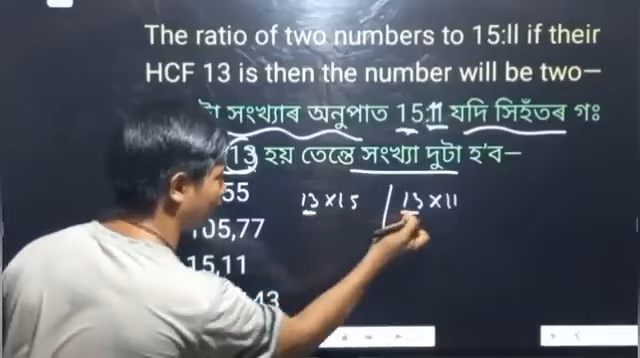 The ratio of two numbers to 15:ll if their
HCF 13 is then the number will be two—
সংখ্যাৰ অনুপাত 15:11 যদি সিহঁতৰ গঃ
13 হয় তেন্তে সংখ্যা দুটা হ'ব—
55
13 × 15 / 13 × 11
105,77
15,11
43